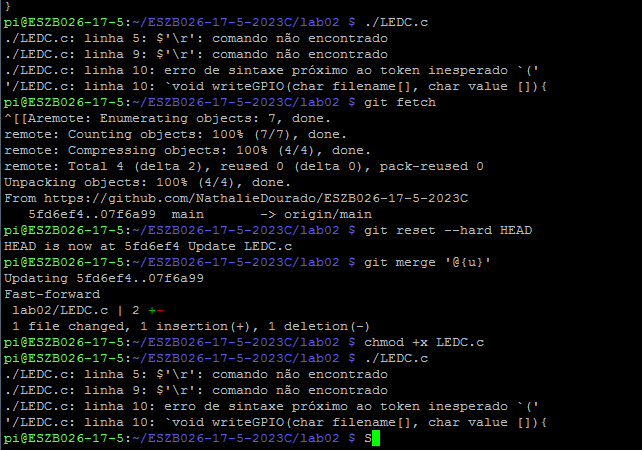 }
pi@ESZB026-17-5:~/ESZB026-17-5-2023C/lab02 $ ./LEDC.c
./LEDC.c: linha 5: $'\r': comando não encontrado
./LEDC.c: linha 9: $'\r': comando não encontrado
./LEDC.c: linha 10: erro de sintaxe próximo ao token inesperado `('
'/LEDC.c: linha 10: `void writeGPIO(char filename[], char value []){
pi@ESZB026-17-5:~/ESZB026-17-5-2023C/lab02 $ git fetch
^[[Aremote: Enumerating objects: 7, done.
remote: Counting objects: 100% (7/7), done.
remote: Compressing objects: 100% (4/4), done.
remote: Total 4 (delta 2), reused 0 (delta 0), pack-reused 0
Unpacking objects: 100% (4/4), done.
From https://github.com/NathalieDourado/ESZB026-17-5-2023C
   5fd6ef4..07f6a99  main       -> origin/main
pi@ESZB026-17-5:~/ESZB026-17-5-2023C/lab02 $ git reset --hard HEAD
HEAD is now at 5fd6ef4 Update LEDC.c
pi@ESZB026-17-5:~/ESZB026-17-5-2023C/lab02 $ git merge '@{u}'
Updating 5fd6ef4..07f6a99
Fast-forward
 lab02/LEDC.c | 2 +-
 1 file changed, 1 insertion(+), 1 deletion(-)
pi@ESZB026-17-5:~/ESZB026-17-5-2023C/lab02 $ chmod +x LEDC.c
pi@ESZB026-17-5:~/ESZB026-17-5-2023C/lab02 $ ./LEDC.c
./LEDC.c: linha 5: $'\r': comando não encontrado
./LEDC.c: linha 9: $'\r': comando não encontrado
./LEDC.c: linha 10: erro de sintaxe próximo ao token inesperado `('
'/LEDC.c: linha 10: `void writeGPIO(char filename[], char value []){
pi@ESZB026-17-5:~/ESZB026-17-5-2023C/lab02 $ S